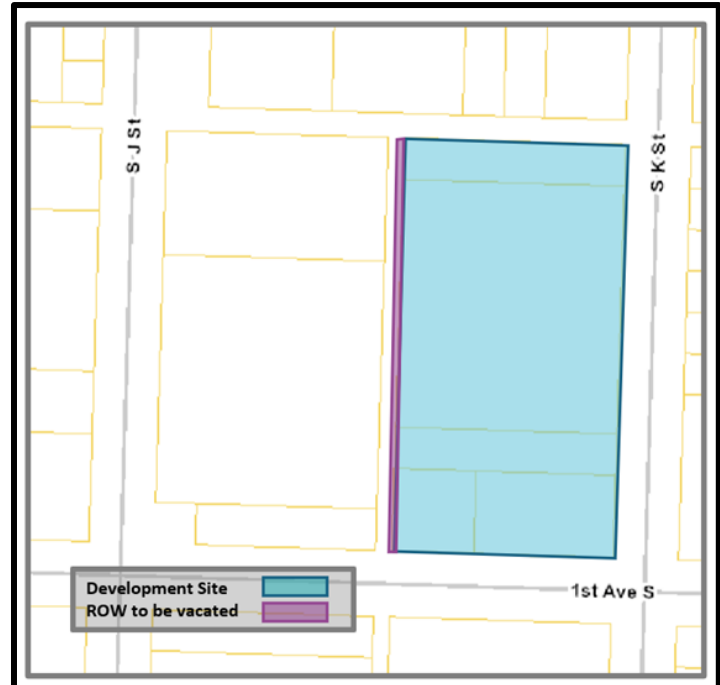 S J St
S K St
1st Ave S
Development Site
ROW to be vacated